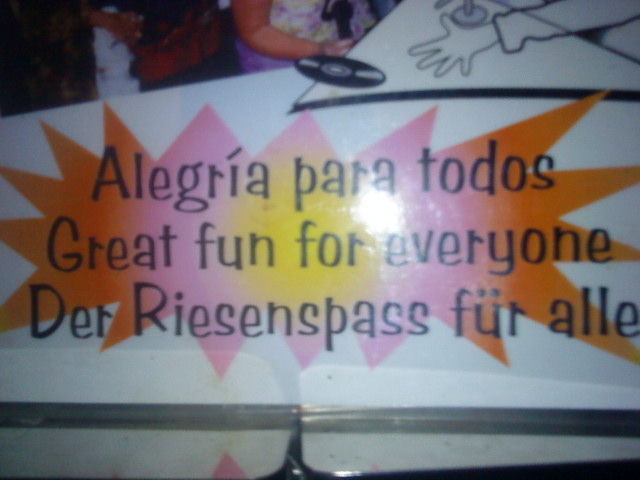 Alegría para todos
Great fun for everyone
Der Riesenspass für alle